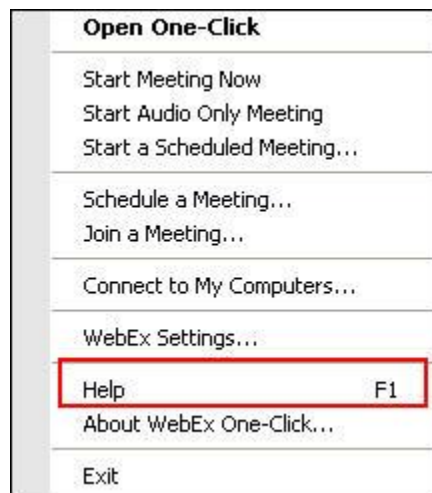 Open One-Click
Start Meeting Now
Start Audio Only Meeting
Start a Scheduled Meeting...
Schedule a Meeting...
Join a Meeting...
Connect to My Computers...
WebEx Settings...
Help F1
About WebEx One-Click...
Exit